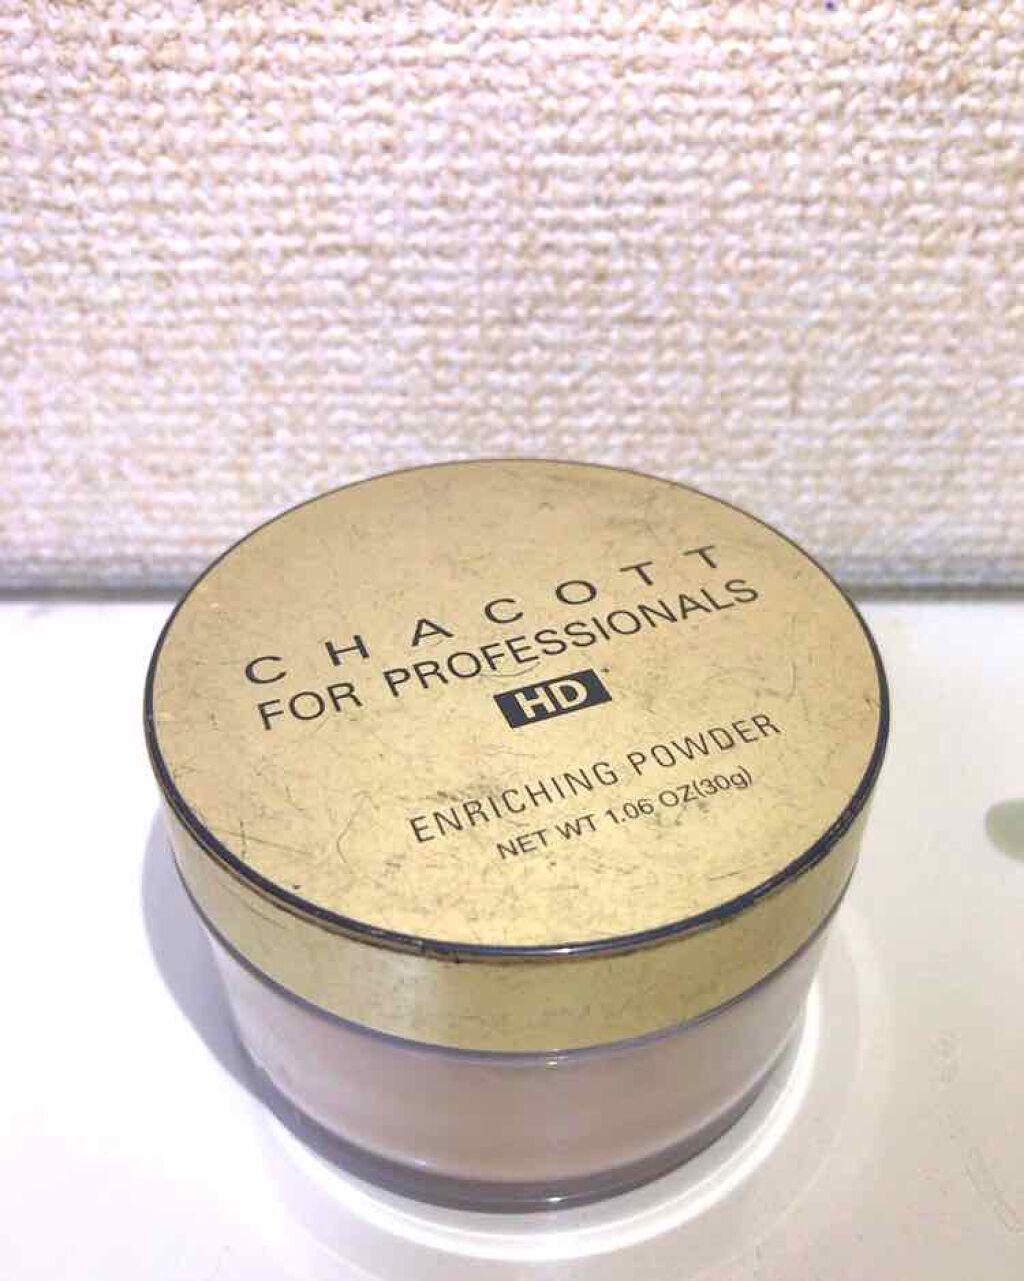 CHACOTT
FOR PROFESSIONALS
HD
ENRICHING POWDER
NET WT 1.06 OZ(30g)